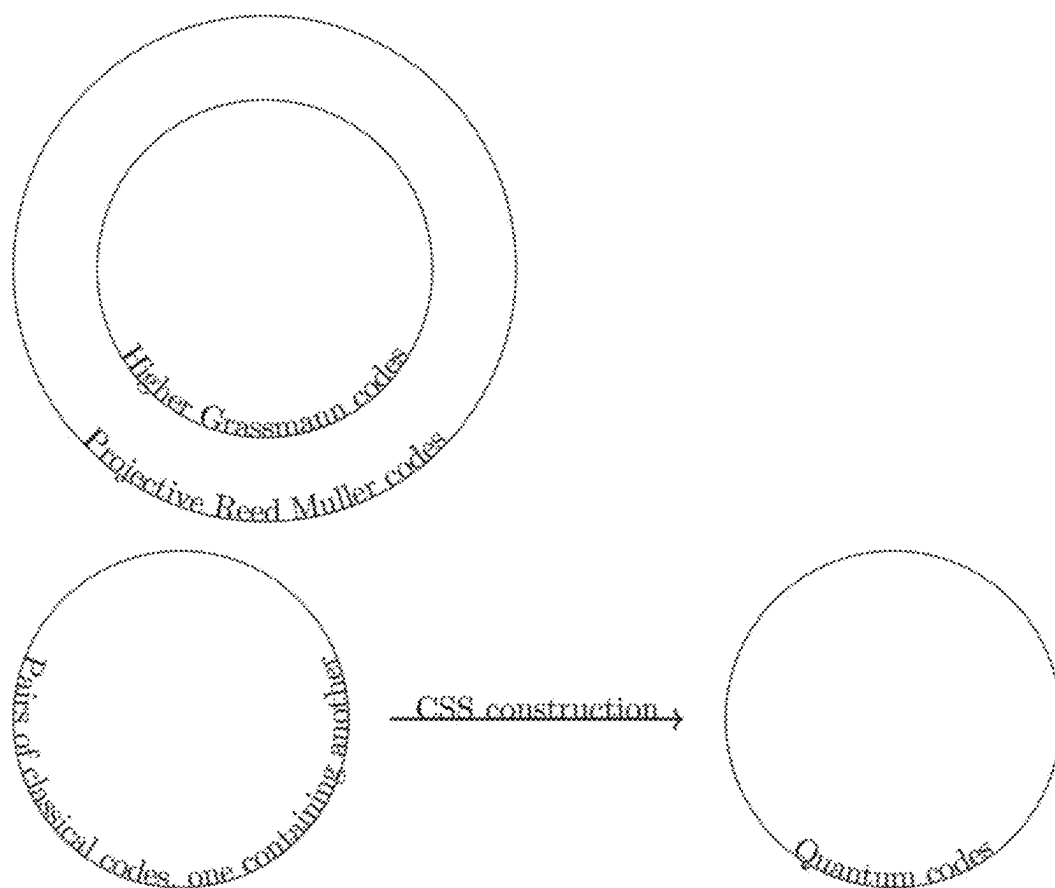 Higher Grassmann codes
Projective Reed Muller codes
Pairs of classical codes, one containing another
CSS construction
Quantum codes